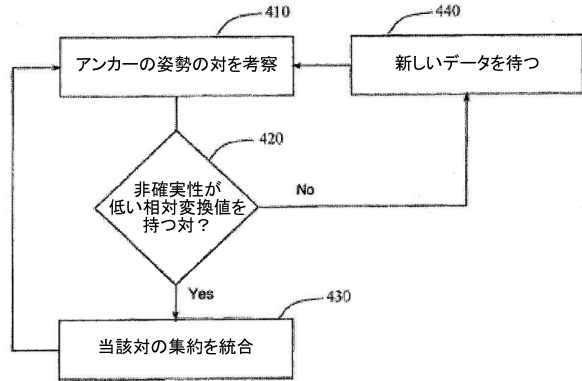 410
アンカーの姿勢の対を考察
440
新しいデータを待つ
420
非確実性が
低い相対変換値を
持つ対？
No
Yes
430
当該対の集約を統合